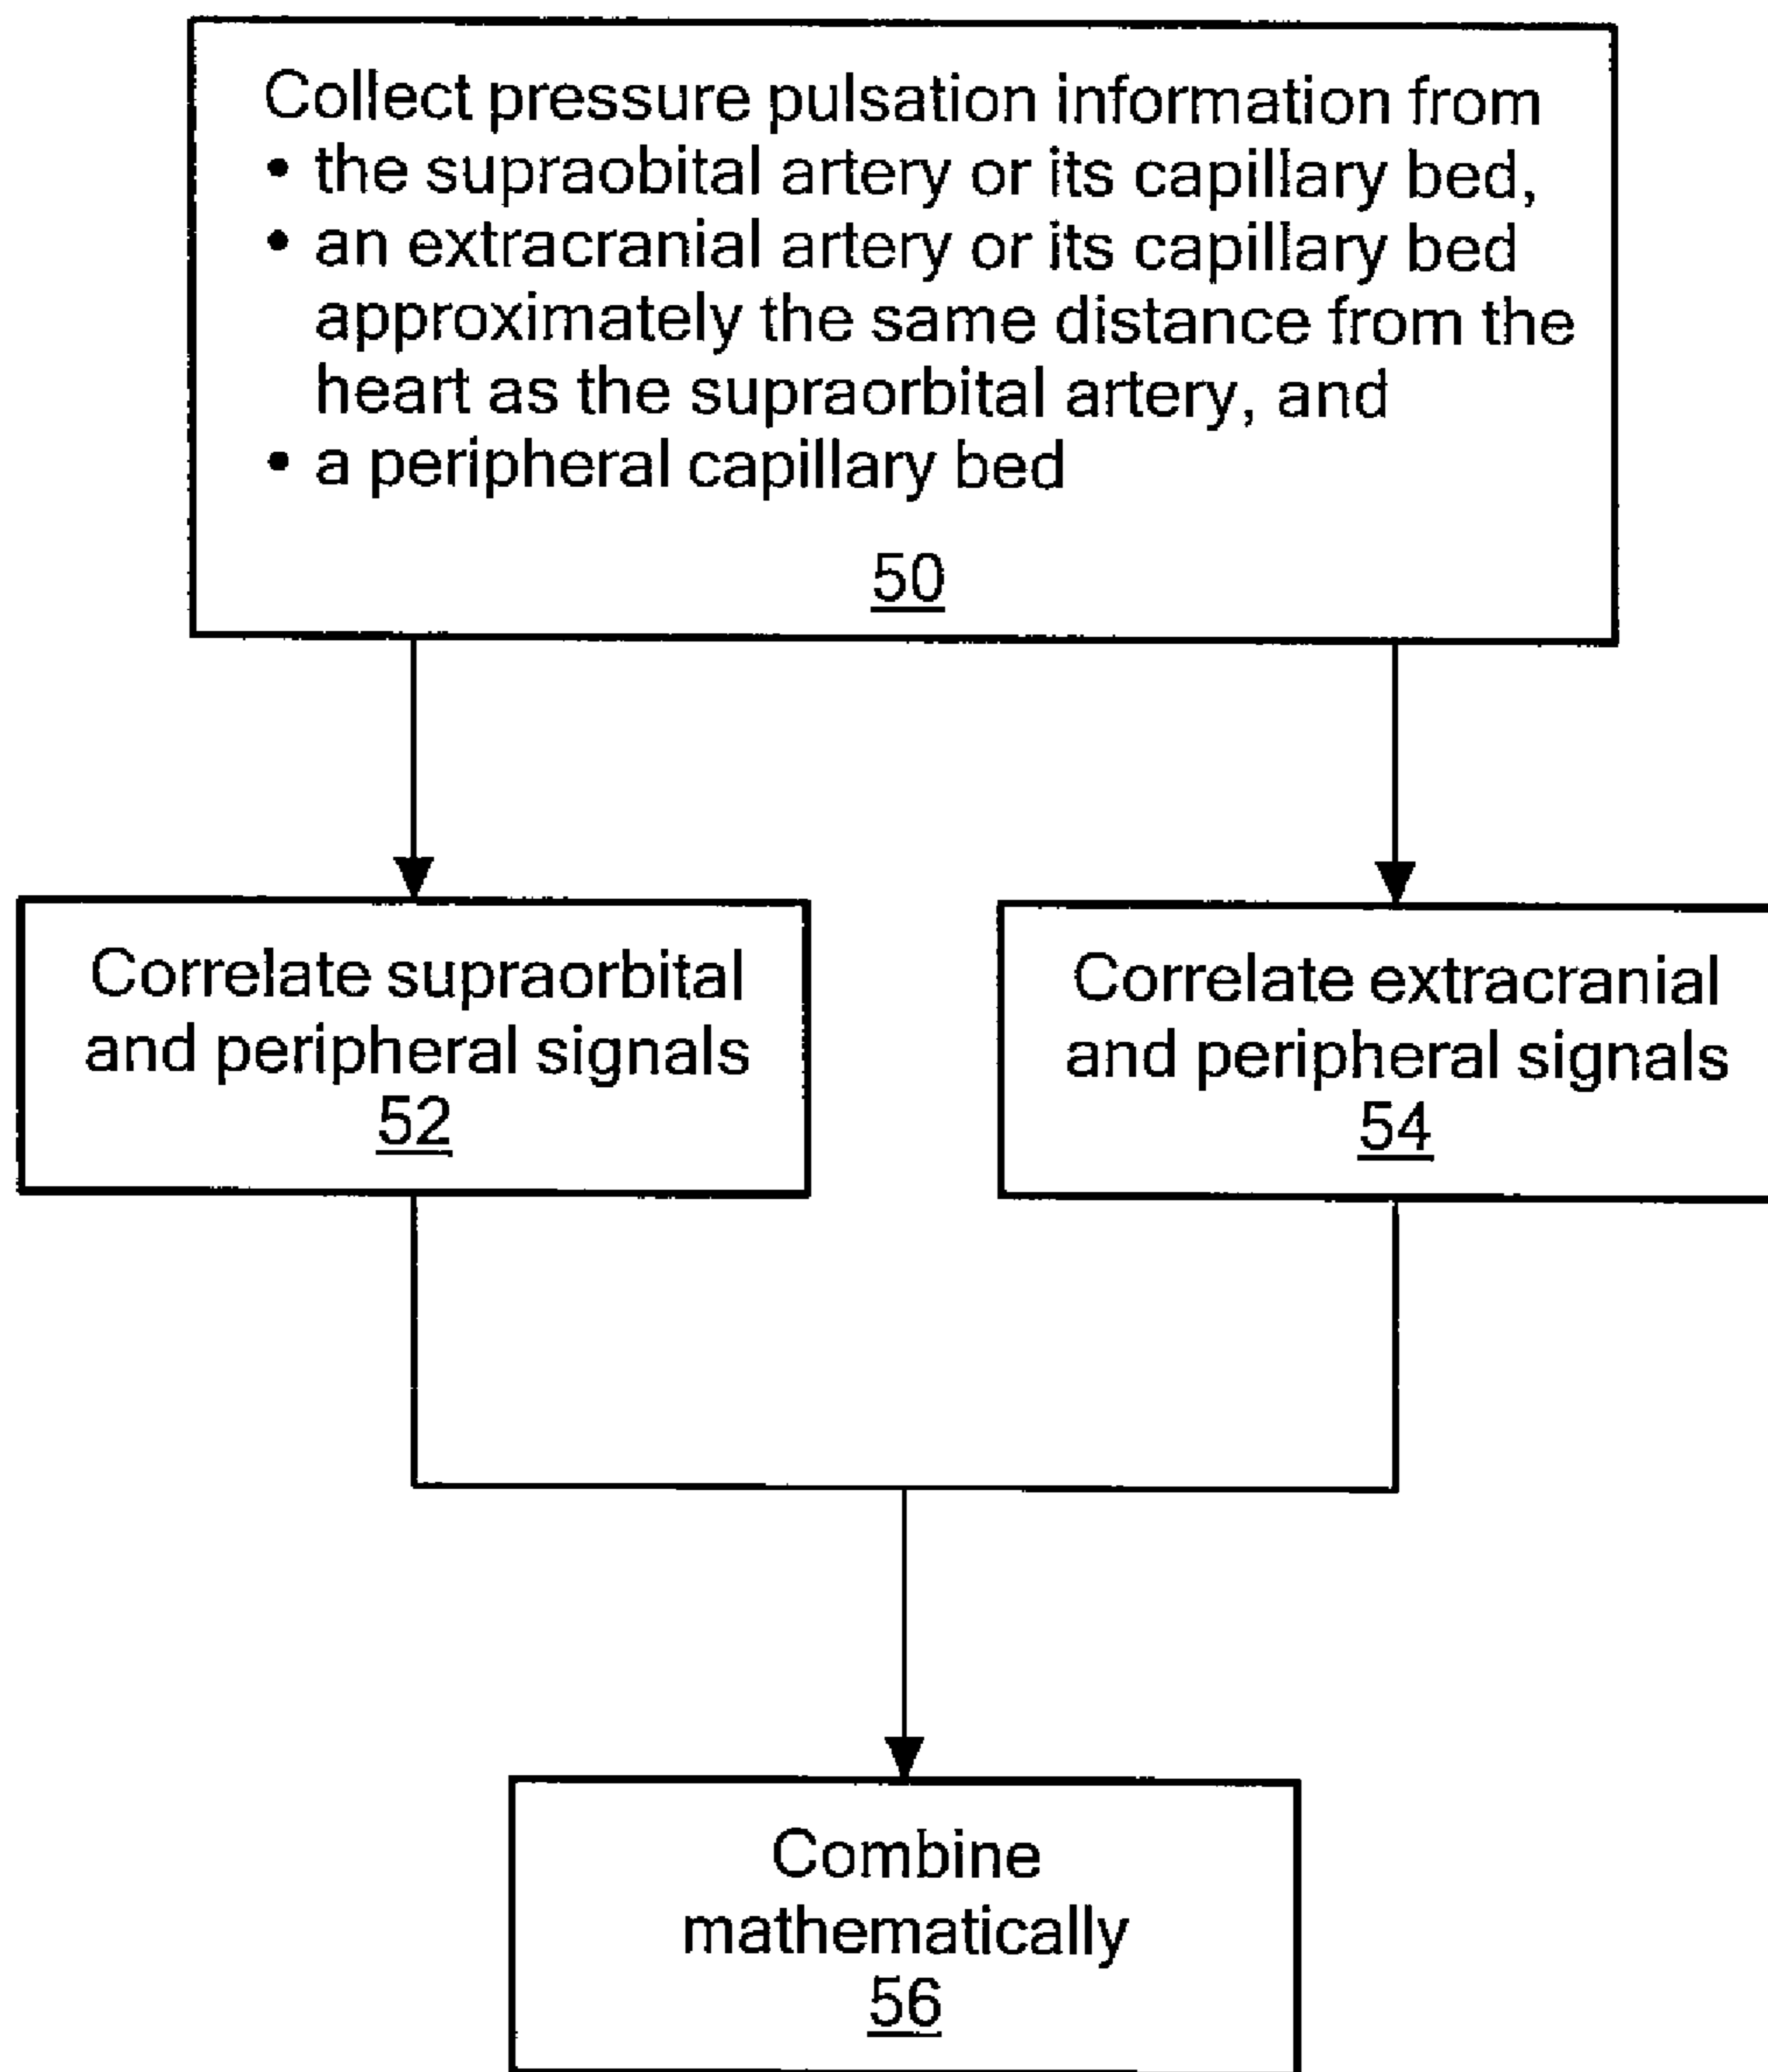 Collect pressure pulsation information from
• the supraobital artery or its capillary bed,
• an extracranial artery or its capillary bed
approximately the same distance from the
heart as the supraorbital artery, and
• a peripheral capillary bed
50
Correlate supraorbital
and peripheral signals
52
Correlate extracranial
and peripheral signals
54
Combine
mathematically
56